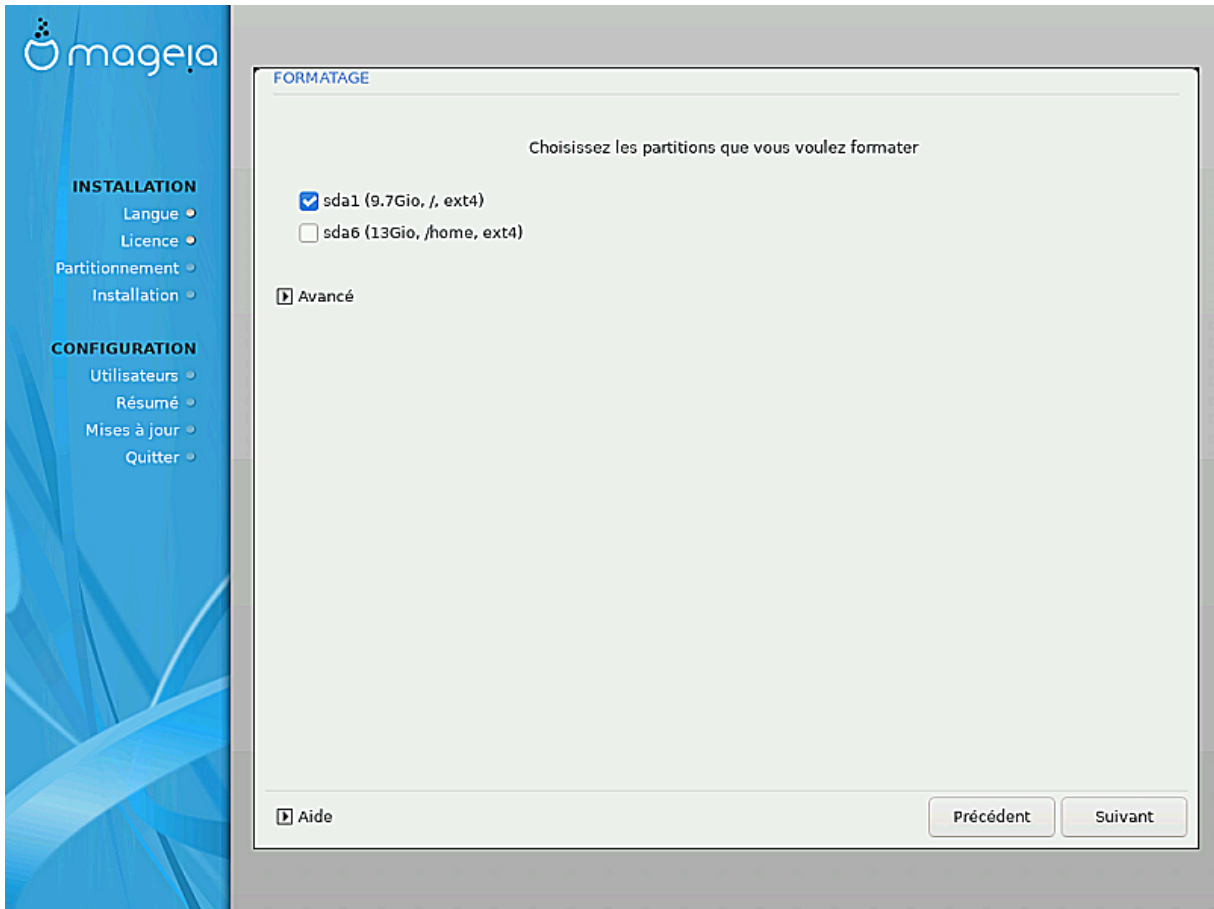 mageia
INSTALLATION
Langue
Licence
Partitionnement
Installation
CONFIGURATION
Utilisateurs
Résumé
Mises à jour
Quitter
FORMATAGE
Choisissez les partitions que vous voulez formater
sda1 (9.7Gio, /, ext4)
sda6 (13Gio, /home, ext4)
Avancé
Aide
Précédent
Suivant